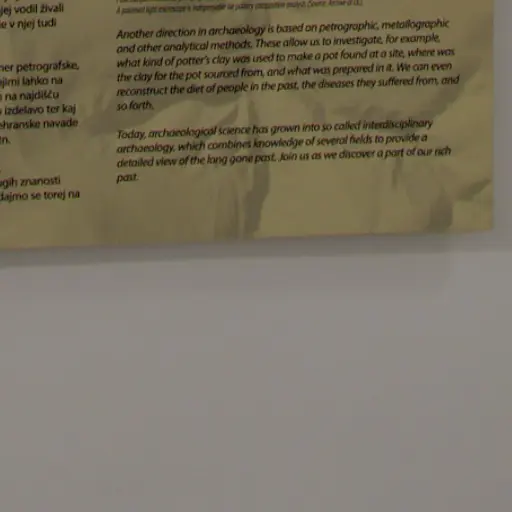 jej vodil živali
e v njej tudi
mer petrografske,
njimi lahko na
na najdišču
izdelavo ter kaj
ehranske navade
en.
ugih znanosti
dajmo se torej na
Another direction in archaeology is based on petrographic, metallographic
and other analytical methods. These allow us to investigate, for example,
what kind of potter's clay was used to make a pot found at a site, where was
the clay for the pot sourced from, and what was prepared in it. We can even
reconstruct the diet of people in the past, the diseases they suffered from, and
so forth.
Today, archaeological science has grown into so called interdisciplinary
archaeology, which combines knowledge of several fields to provide a
detailed view of the long gone past. Join us as we discover a part of our rich
past.